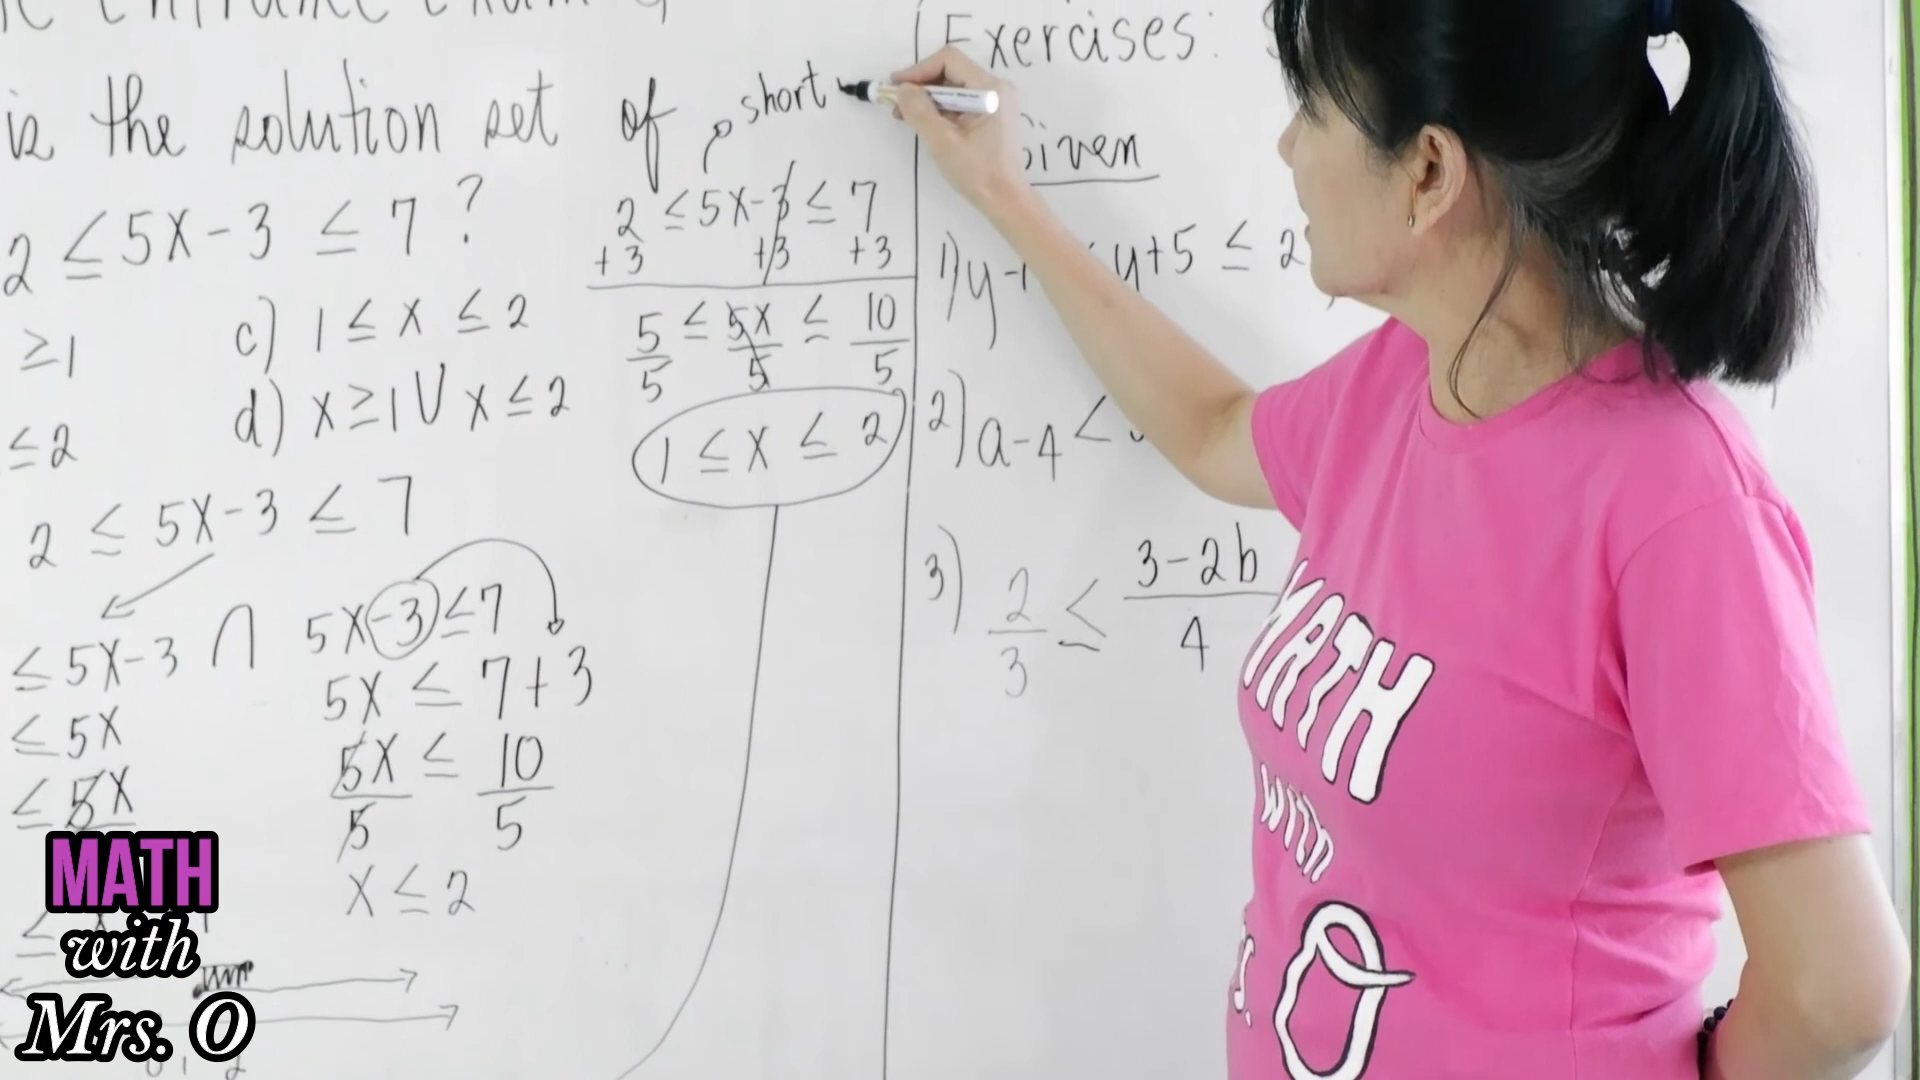 is the solution set of
2 ≤ 5x - 3 ≤ 7 ?
≥ 1
c) 1 ≤ x ≤ 2
≤ 2
d) x ≥ 1 ∪ x ≤ 2
2 ≤ 5x - 3 ≤ 7
≤ 5x - 3 ∩ 5x - 3 ≤ 7
≤ 5x
5x ≤ 7 + 3
≤ 5x
5x/5 ≤ 10/5
x ≤ 2
short
2 ≤ 5x - 3 ≤ 7
+3 +3 +3
5/5 ≤ 5x/5 ≤ 10/5
1 ≤ x ≤ 2
Exercises:
Given
1) y- y+5 ≤ 2
2) a-4 <
3) 2/3 ≤ 3-2b/4
MATH
with
O
MATH
with
Mrs. O